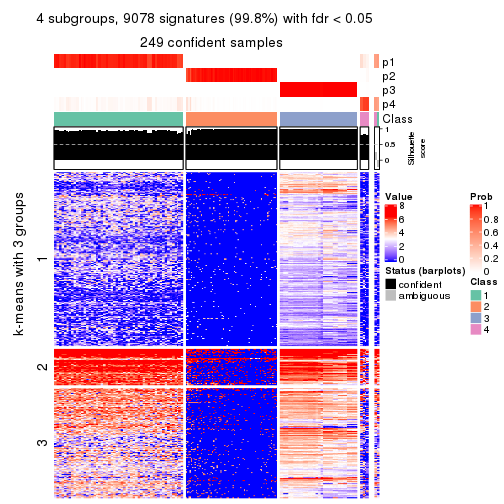 4 subgroups, 9078 signatures (99.8%) with fdr < 0.05
249 confident samples
p1
p2
p3
p4
Class
1
0.5
0
Silhouette
score
k-means with 3 groups
1
2
3
Value
8
6
4
2
0
Status (barplots)
confident
ambiguous
Prob
1
0.8
0.6
0.4
0.2
0
Class
1
2
3
4